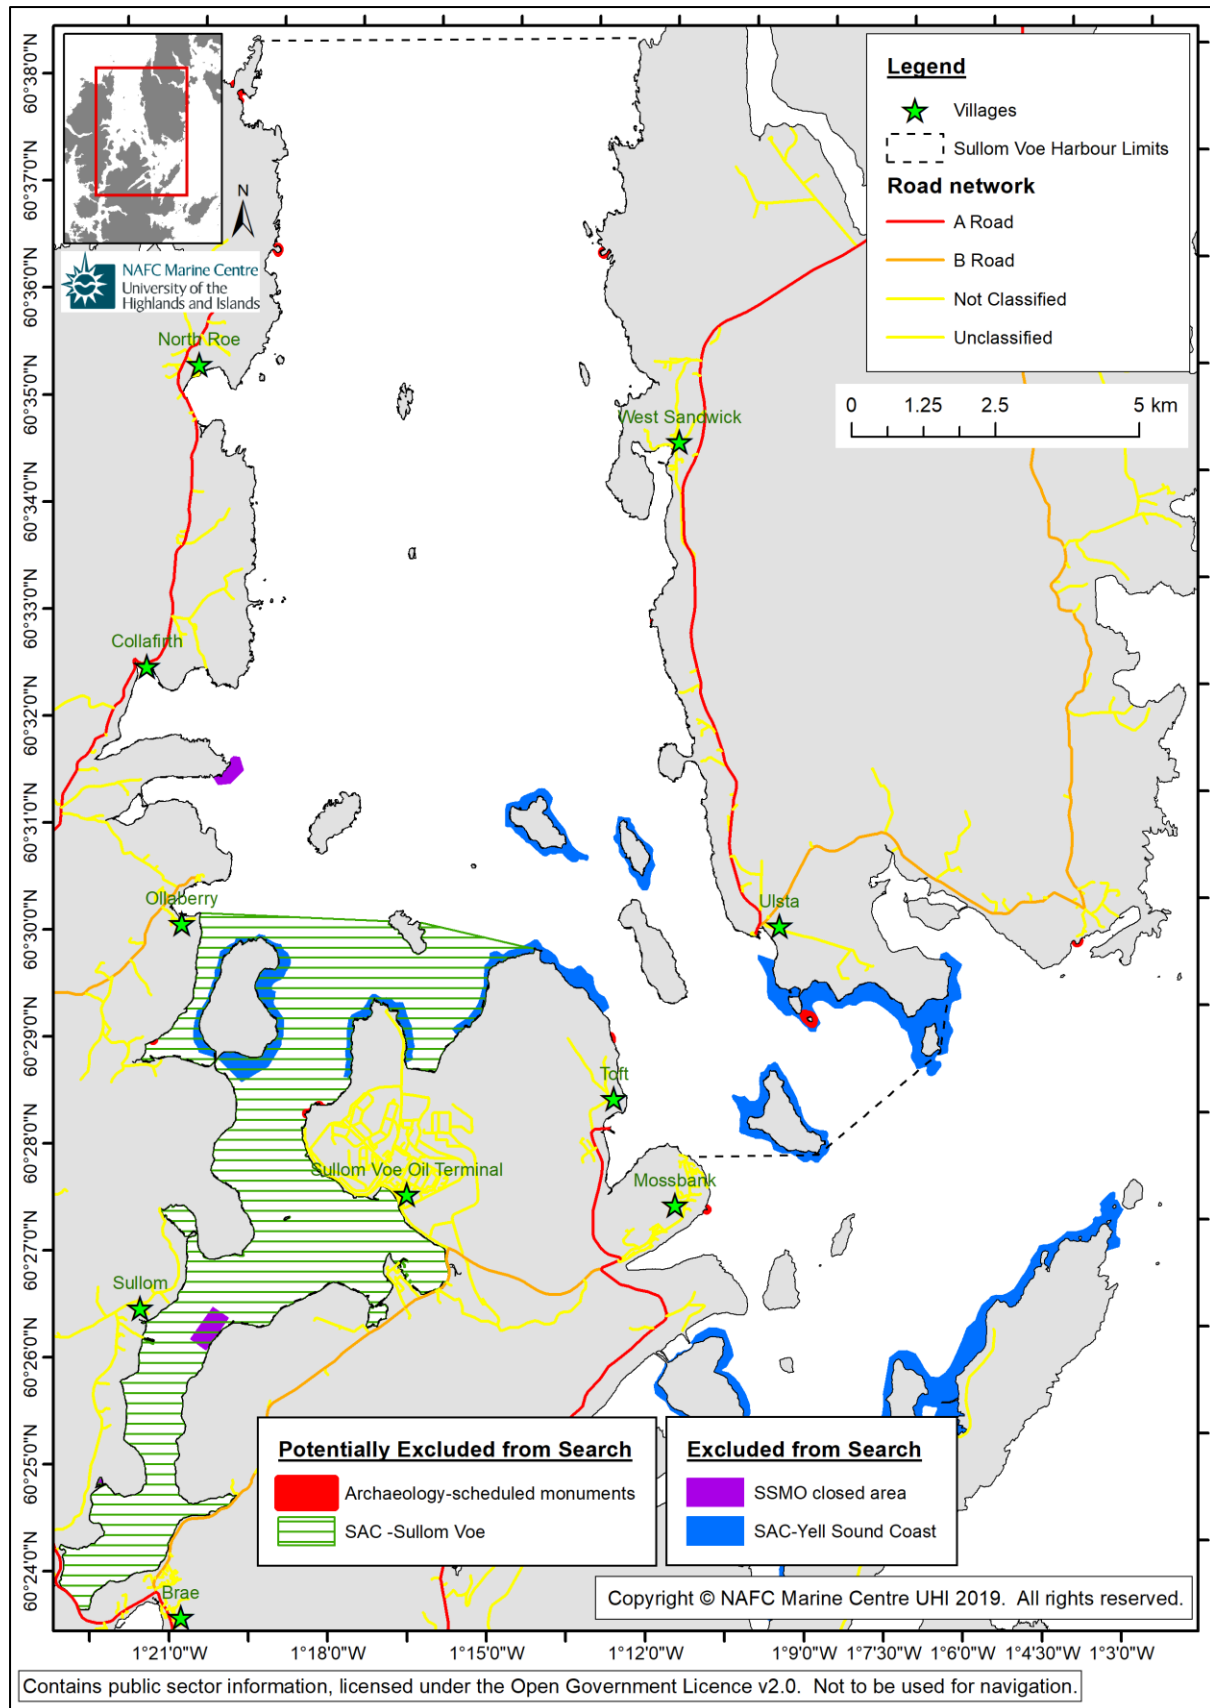 60°38'0"N
60°37'0"N
60°36'0"N
60°35'0"N
60°34'0"N
60°33'0"N
60°32'0"N
60°31'0"N
60°30'0"N
60°29'0"N
60°28'0"N
60°27'0"N
60°26'0"N
60°25'0"N
60°24'0"N
N
NAFC Marine Centre
University of the
Highlands and Islands
Legend
Villages
Sullom Voe Harbour Limits
Road network
A Road
B Road
Not Classified
Unclassified
0 1.25 2.5 5 km
North Roe
West Sandwick
Collafirth
Ollaberry
Ulsta
Toft
Sullom Voe Oil Terminal
Mossbank
Sullom
Brae
Potentially Excluded from Search
Archaeology-scheduled monuments
SAC -Sullom Voe
Excluded from Search
SSMO closed area
SAC-Yell Sound Coast
Copyright © NAFC Marine Centre UHI 2019. All rights reserved.
1°21'0"W 1°18'0"W 1°15'0"W 1°12'0"W 1°9'0"W 1°7'30"W 1°6'0"W 1°4'30"W 1°3'0"W 1°1'30"W
Contains public sector information, licensed under the Open Government Licence v2.0. Not to be used for navigation.